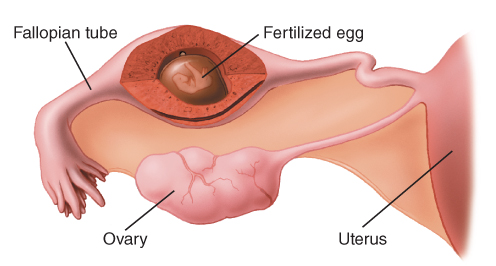 Fallopian tube
Fertilized egg
Ovary
Uterus